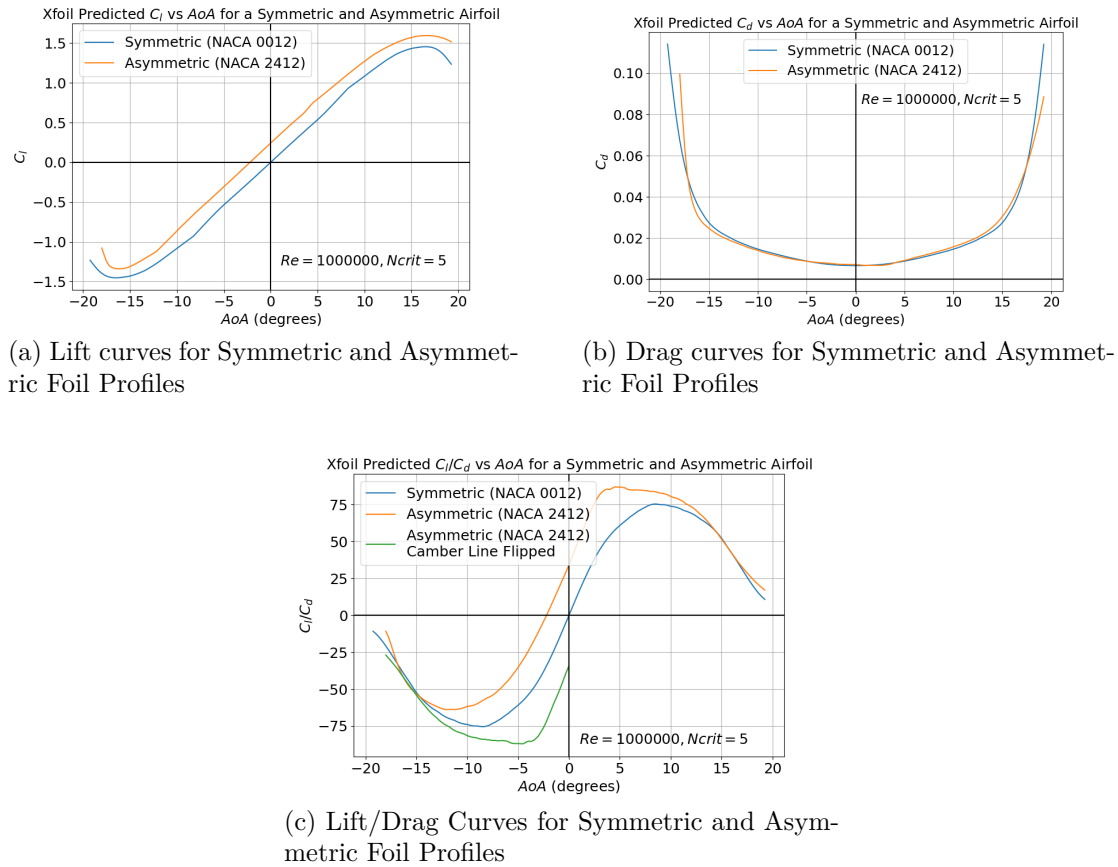 Xfoil Predicted C_l vs AoA for a Symmetric and Asymmetric Airfoil
Symmetric (NACA 0012)
Asymmetric (NACA 2412)
1.5
1.0
0.5
0.0
−0.5
−1.0
−1.5
C_l
Re = 1000000, Ncrit = 5
−20 −15 −10 −5 0 5 10 15 20
AoA (degrees)
(a) Lift curves for Symmetric and Asymmet-
ric Foil Profiles
Xfoil Predicted C_d vs AoA for a Symmetric and Asymmetric Airfoil
Symmetric (NACA 0012)
Asymmetric (NACA 2412)
Re = 1000000, Ncrit = 5
0.10
0.08
0.06
0.04
0.02
0.00
C_d
−20 −15 −10 −5 0 5 10 15 20
AoA (degrees)
(b) Drag curves for Symmetric and Asymmet-
ric Foil Profiles
Xfoil Predicted C_l/C_d vs AoA for a Symmetric and Asymmetric Airfoil
Symmetric (NACA 0012)
Asymmetric (NACA 2412)
Asymmetric (NACA 2412)
Camber Line Flipped
75
50
25
0
−25
−50
−75
C_l/C_d
Re = 1000000, Ncrit = 5
−20 −15 −10 −5 0 5 10 15 20
AoA (degrees)
(c) Lift/Drag Curves for Symmetric and Asym-
metric Foil Profiles